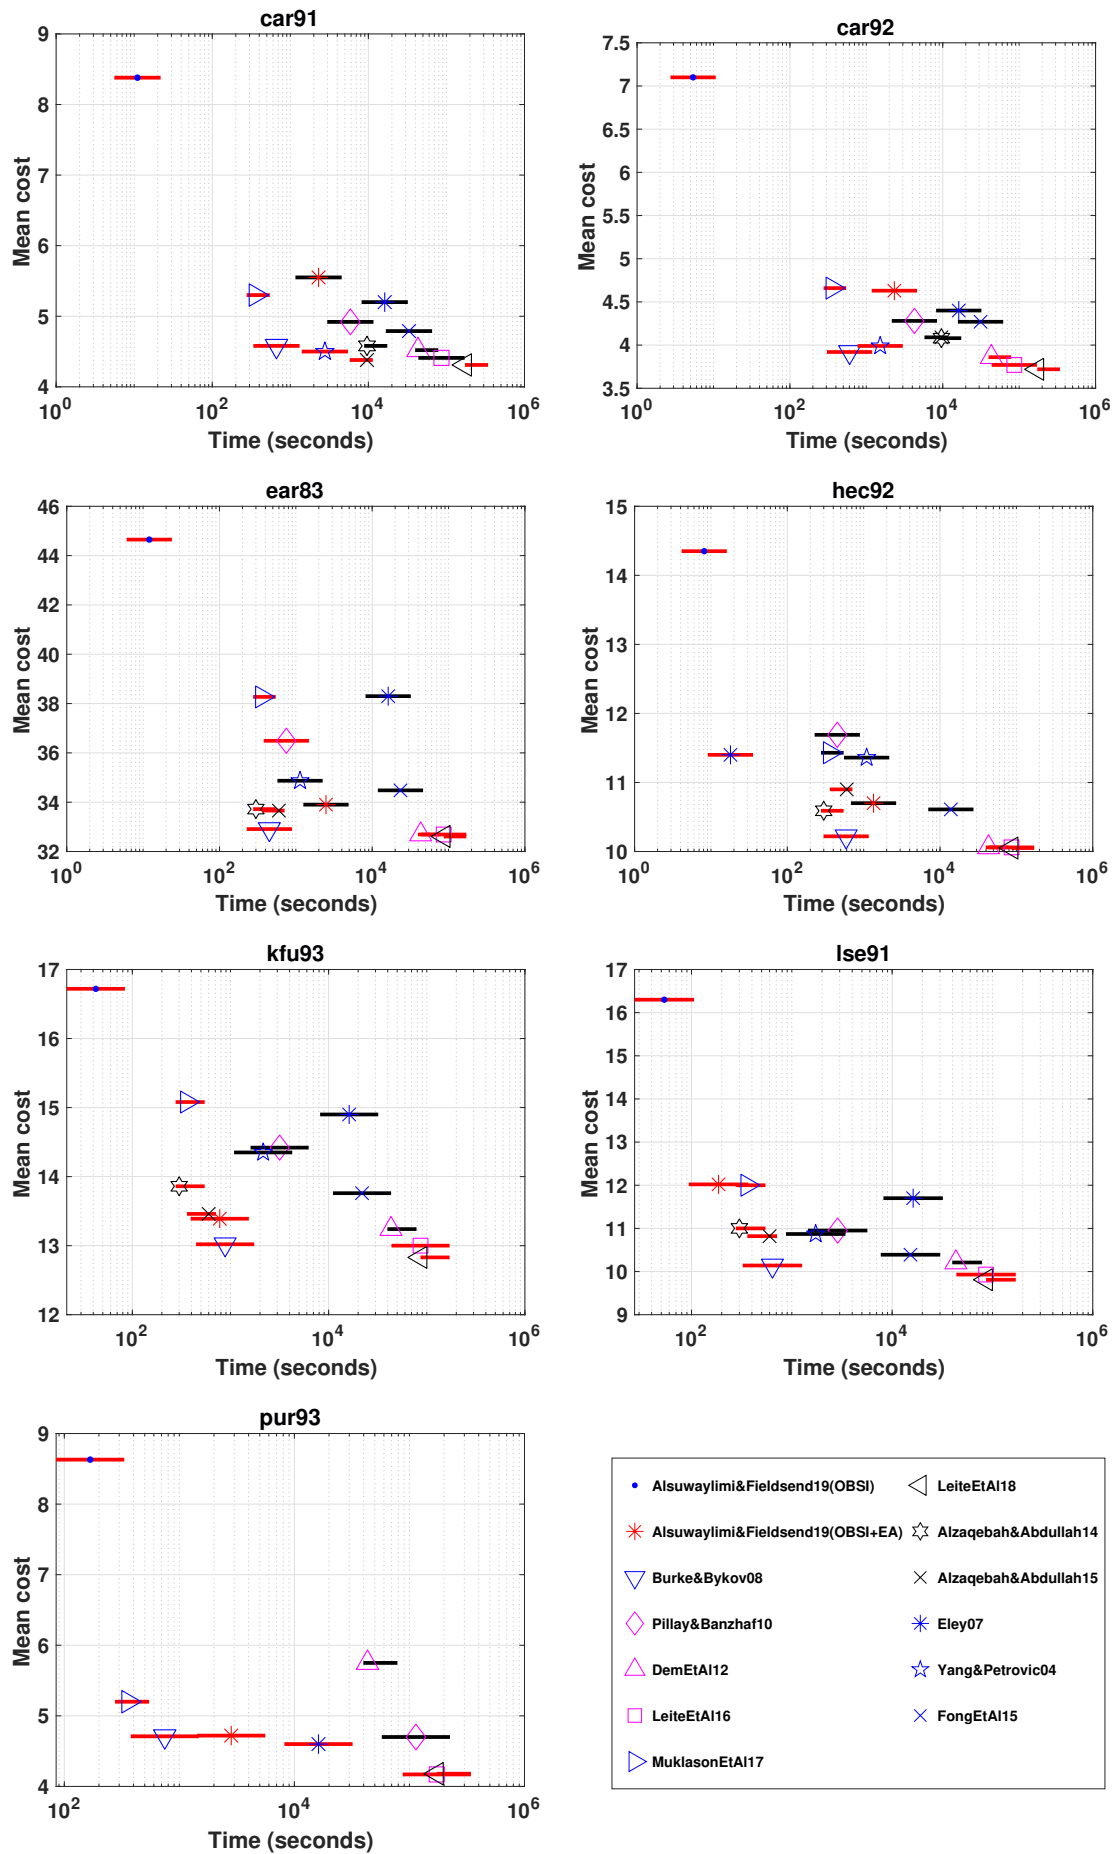 car91
9
8
7
6
5
4
Mean cost
10^0
10^2
10^4
10^6
Time (seconds)
car92
7.5
7
6.5
6
5.5
5
4.5
4
3.5
Mean cost
10^0
10^2
10^4
10^6
Time (seconds)
ear83
46
44
42
40
38
36
34
32
Mean cost
10^0
10^2
10^4
10^6
Time (seconds)
hec92
15
14
13
12
11
10
Mean cost
10^0
10^2
10^4
10^6
Time (seconds)
kfu93
17
16
15
14
13
12
Mean cost
10^2
10^4
10^6
Time (seconds)
lse91
17
16
15
14
13
12
11
10
9
Mean cost
10^2
10^4
10^6
Time (seconds)
pur93
9
8
7
6
5
4
Mean cost
10^2
10^4
10^6
Time (seconds)
Alsuwaylimi&Fieldsend19(OBSI)
Alsuwaylimi&Fieldsend19(OBSI+EA)
Burke&Bykov08
Pillay&Banzhaf10
DemEtAl12
LeiteEtAl16
MuklasonEtAl17
LeiteEtAl18
Alzaqebah&Abdullah14
Alzaqebah&Abdullah15
Eley07
Yang&Petrovic04
FongEtAl15